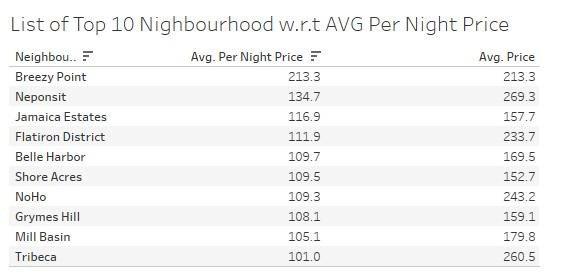 List of Top 10 Nighbourhood w.r.t AVG Per Night Price
Neighbou.. Avg. Per Night Price Avg. Price
Breezy Point 213.3 213.3
Neponsit 134.7 269.3
Jamaica Estates 116.9 157.7
Flatiron District 111.9 233.7
Belle Harbor 109.7 169.5
Shore Acres 109.5 152.7
NoHo 109.3 243.2
Grymes Hill 108.1 159.1
Mill Basin 105.1 179.8
Tribeca 101.0 260.5